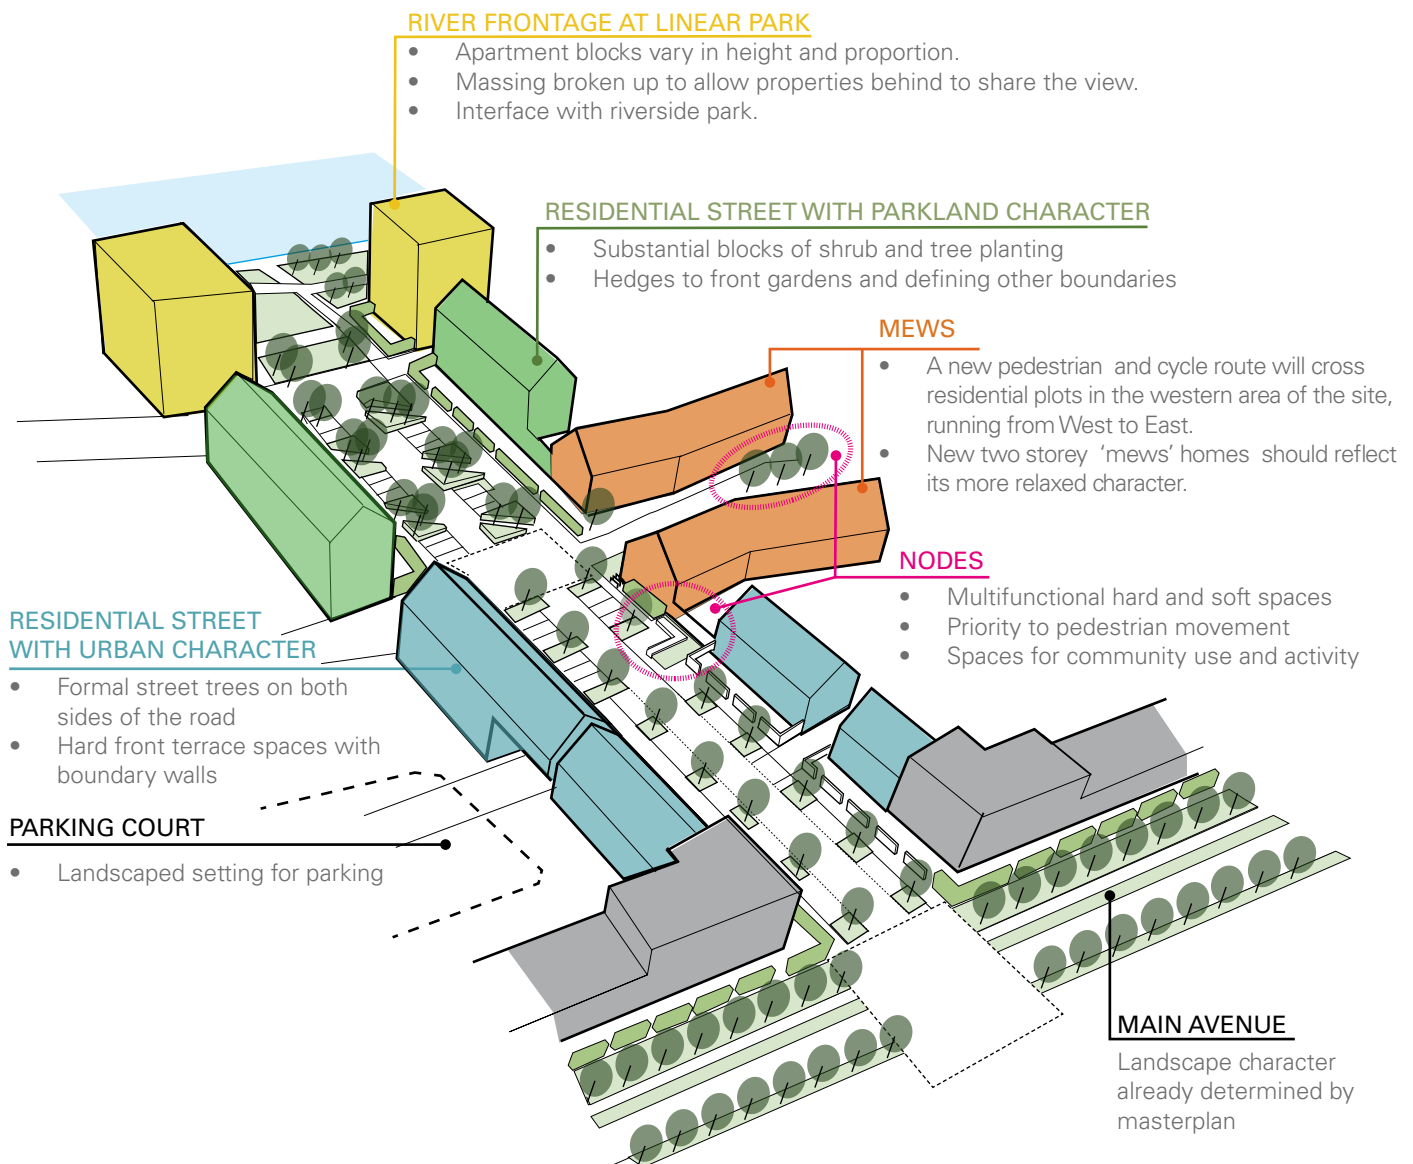 RIVER FRONTAGE AT LINEAR PARK
• Apartment blocks vary in height and proportion.
• Massing broken up to allow properties behind to share the view.
• Interface with riverside park.
RESIDENTIAL STREET WITH PARKLAND CHARACTER
• Substantial blocks of shrub and tree planting
• Hedges to front gardens and defining other boundaries
MEWS
• A new pedestrian and cycle route will cross
residential plots in the western area of the site,
running from West to East.
• New two storey ‘mews’ homes should reflect
its more relaxed character.
NODES
• Multifunctional hard and soft spaces
• Priority to pedestrian movement
• Spaces for community use and activity
RESIDENTIAL STREET
WITH URBAN CHARACTER
• Formal street trees on both
sides of the road
• Hard front terrace spaces with
boundary walls
PARKING COURT
• Landscaped setting for parking
MAIN AVENUE
Landscape character
already determined by
masterplan